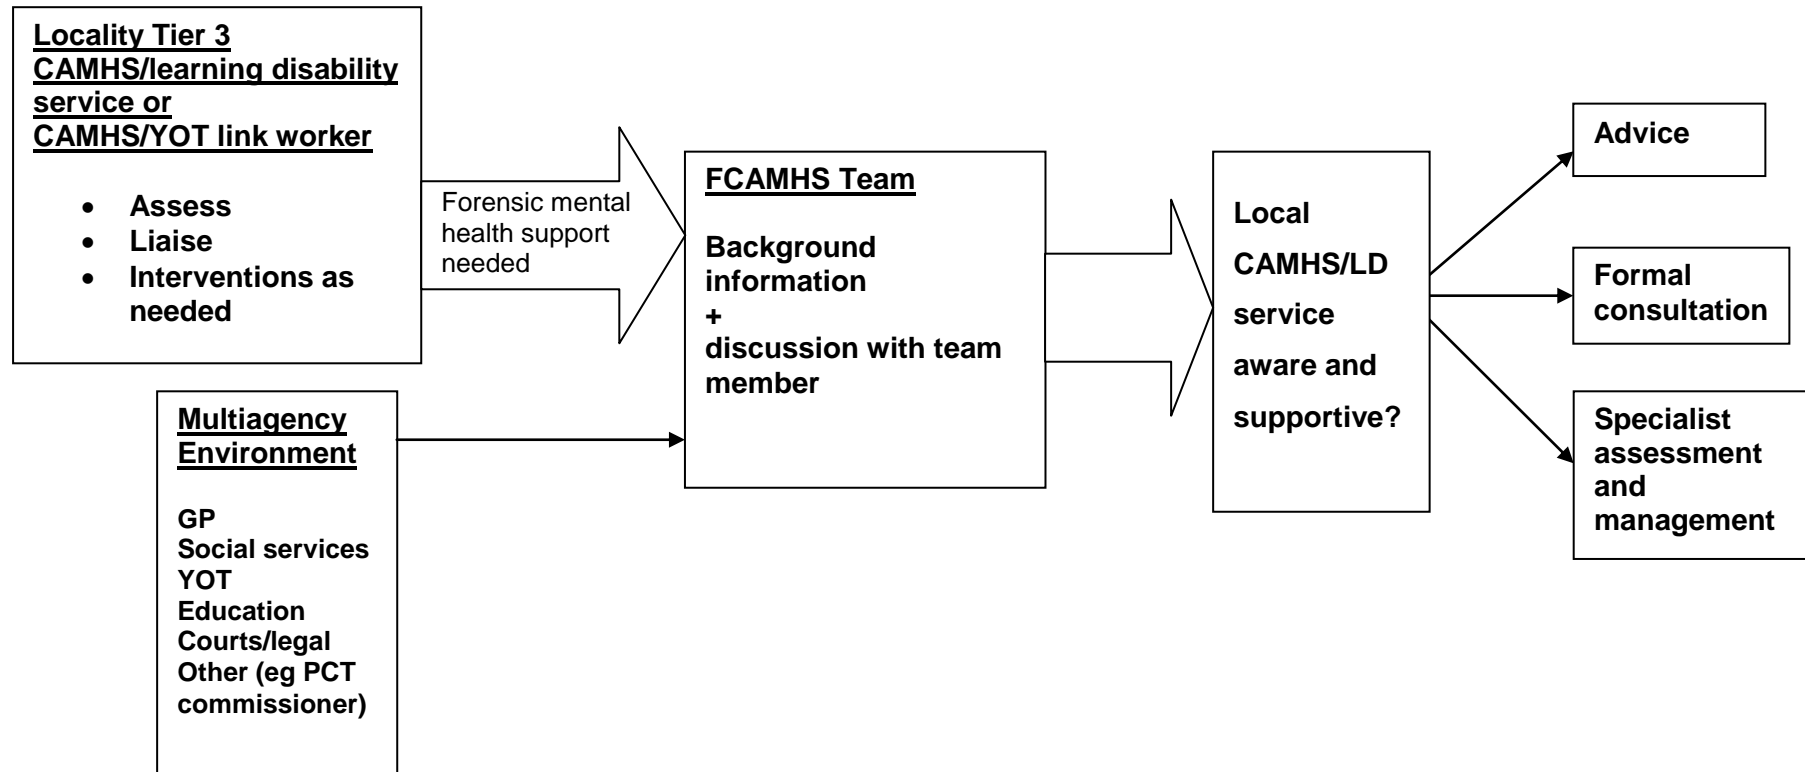 Locality Tier 3
CAMHS/learning disability
service or
CAMHS/YOT link worker
• Assess
• Liaise
• Interventions as
needed
Forensic mental
health support
needed
Multiagency
Environment
GP
Social services
YOT
Education
Courts/legal
Other (eg PCT
commissioner)
FCAMHS Team
Background
information
+
discussion with team
member
Local
CAMHS/LD
service
aware and
supportive?
Advice
Formal
consultation
Specialist
assessment
and
management